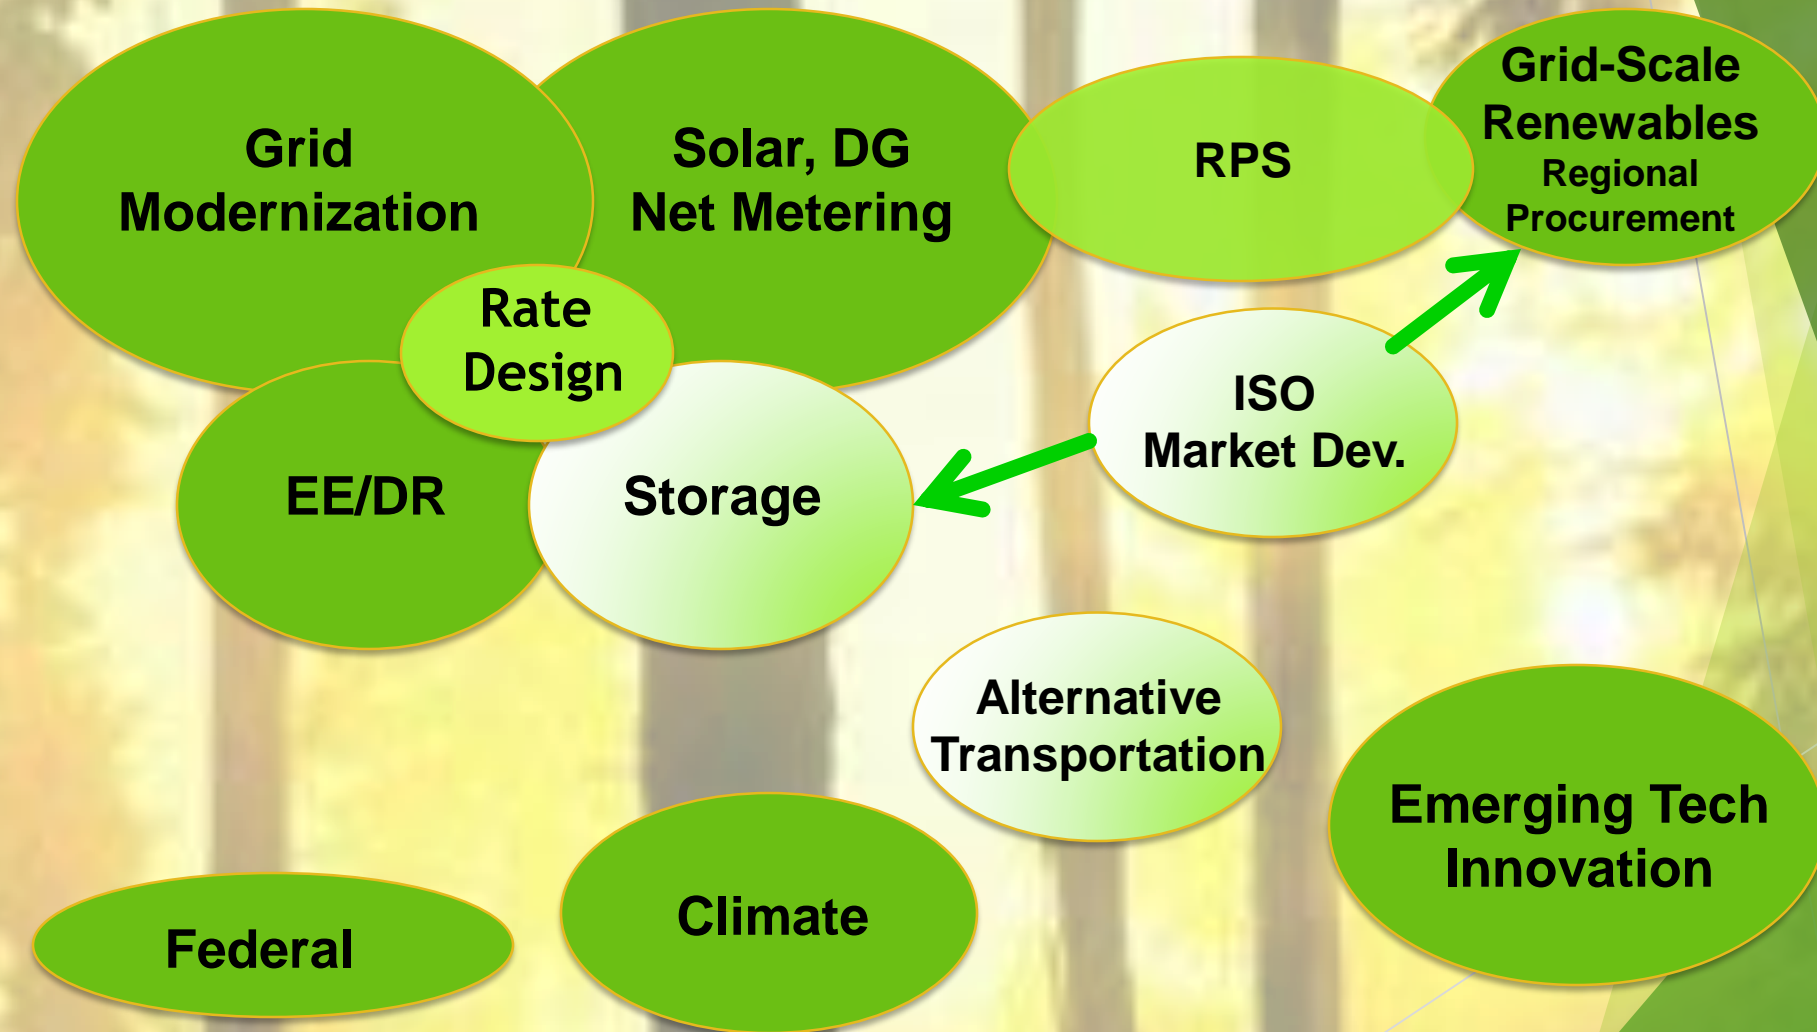 Grid
Modernization
Solar, DG
Net Metering
RPS
Grid-Scale
Renewables
Regional
Procurement
Rate
Design
EE/DR
Storage
ISO
Market Dev.
Alternative
Transportation
Emerging Tech
Innovation
Climate
Federal